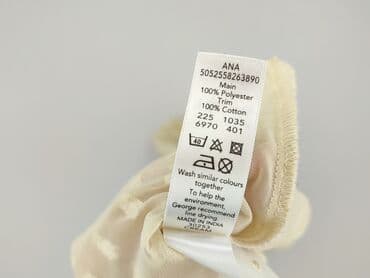 ANA
5052558263890
Main
100% Polyester
Trim
100% Cotton
225 1035
6970 401
40
Wash similar colours
together
To help the
environment,
George recommend
line drying.
MADE IN INDIA